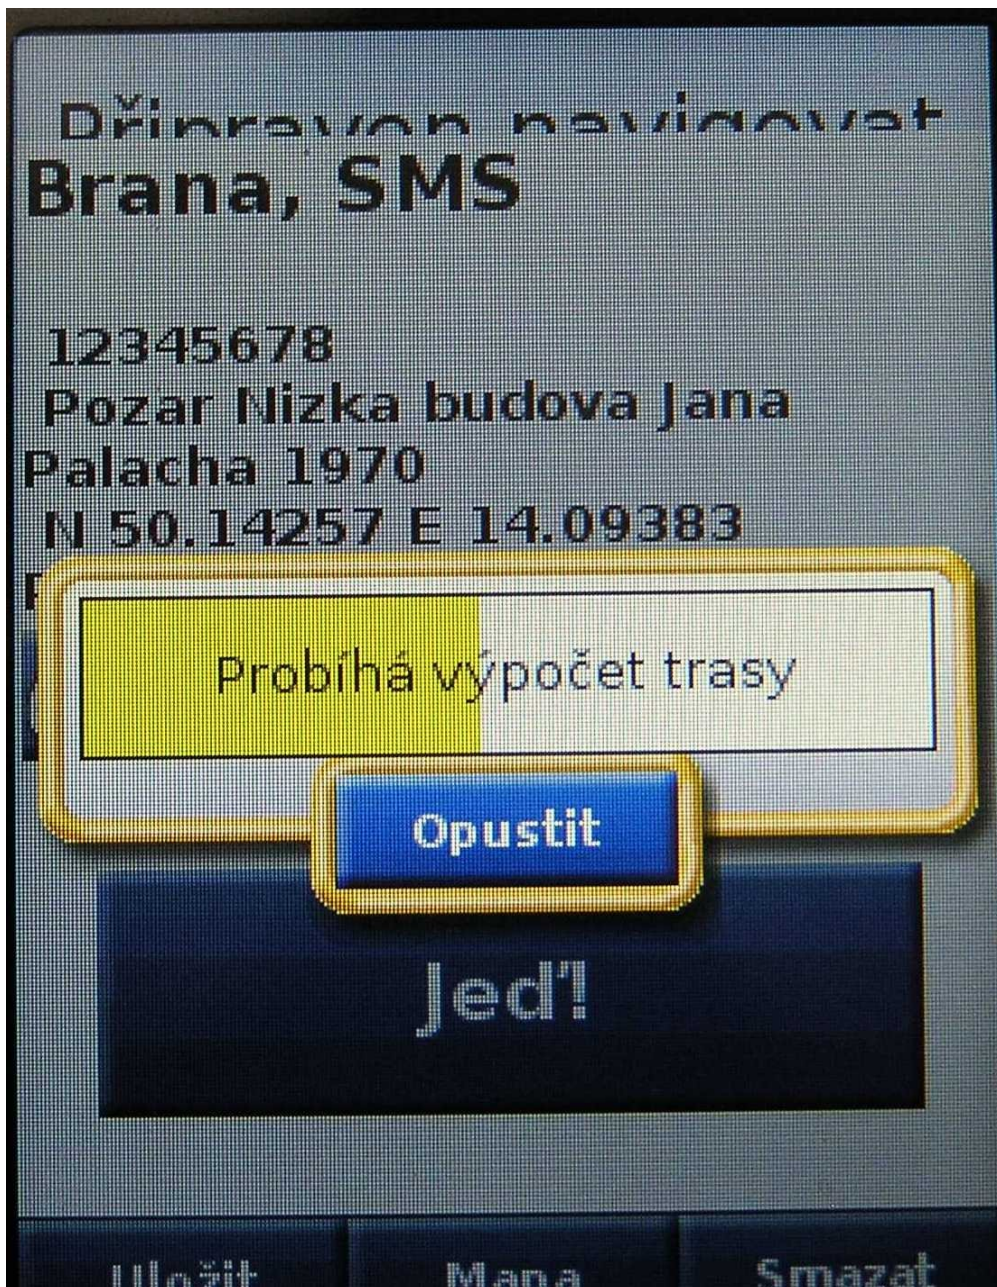 Připraven navigovat
Brana, SMS
12345678
Pozar Nizka budova Jana
Palacha 1970
N 50.14257 E 14.09383
Probíhá výpočet trasy
Opustit
Jeď!
Uložit Mapa Smazat